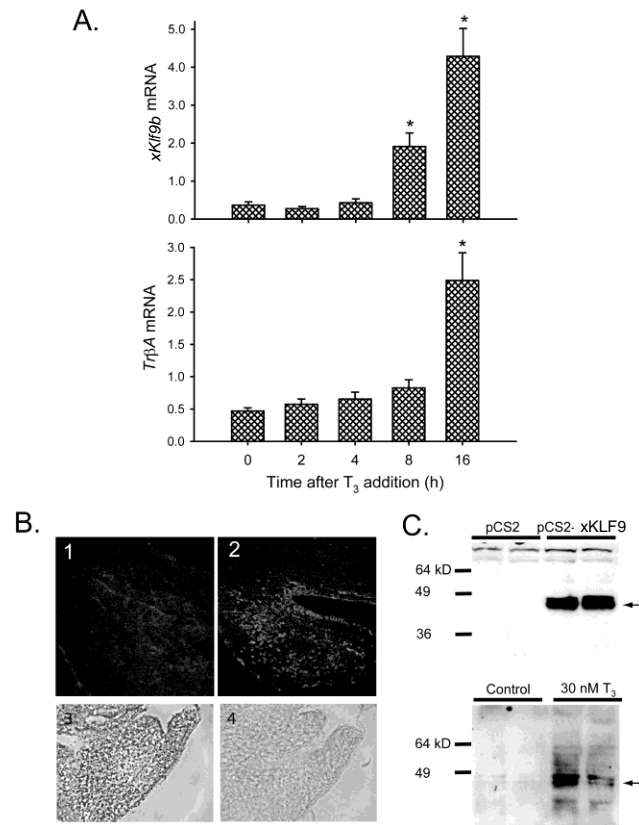 A.
xKlf9b mRNA
5.0
4.0
3.0
2.0
1.0
0.0
*
*
TrβA mRNA
3.0
2.5
2.0
1.5
1.0
0.5
0.0
*
0 2 4 8 16
Time after T3 addition (h)
B.
1 2
3 4
C.
pCS2 pCS2- xKLF9
64 kD
49
36
Control 30 nM T3
64 kD
49